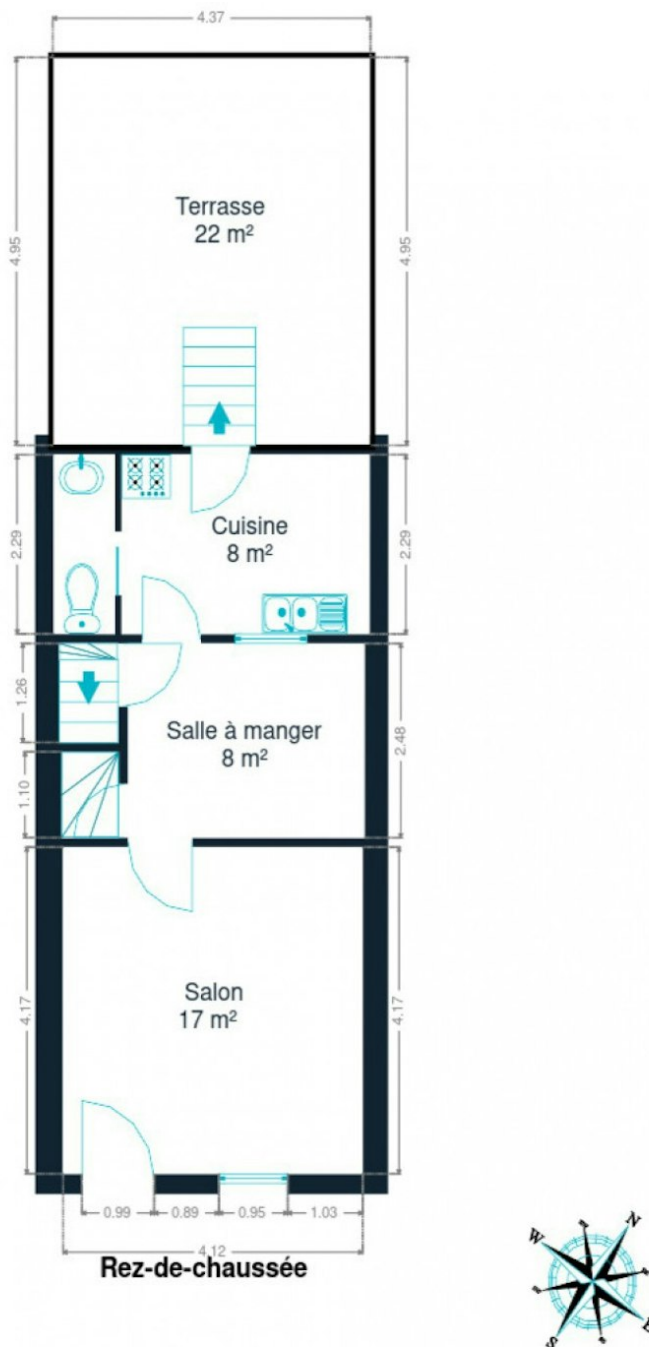 4.37
Terrasse
22 m²
4.95
4.95
Cuisine
8 m²
2.29
2.29
Salle à manger
8 m²
1.26
2.48
1.10
Salon
17 m²
4.17
4.17
0.99 0.89 0.95 1.03
4.12
Rez-de-chaussée
N
W
S
E